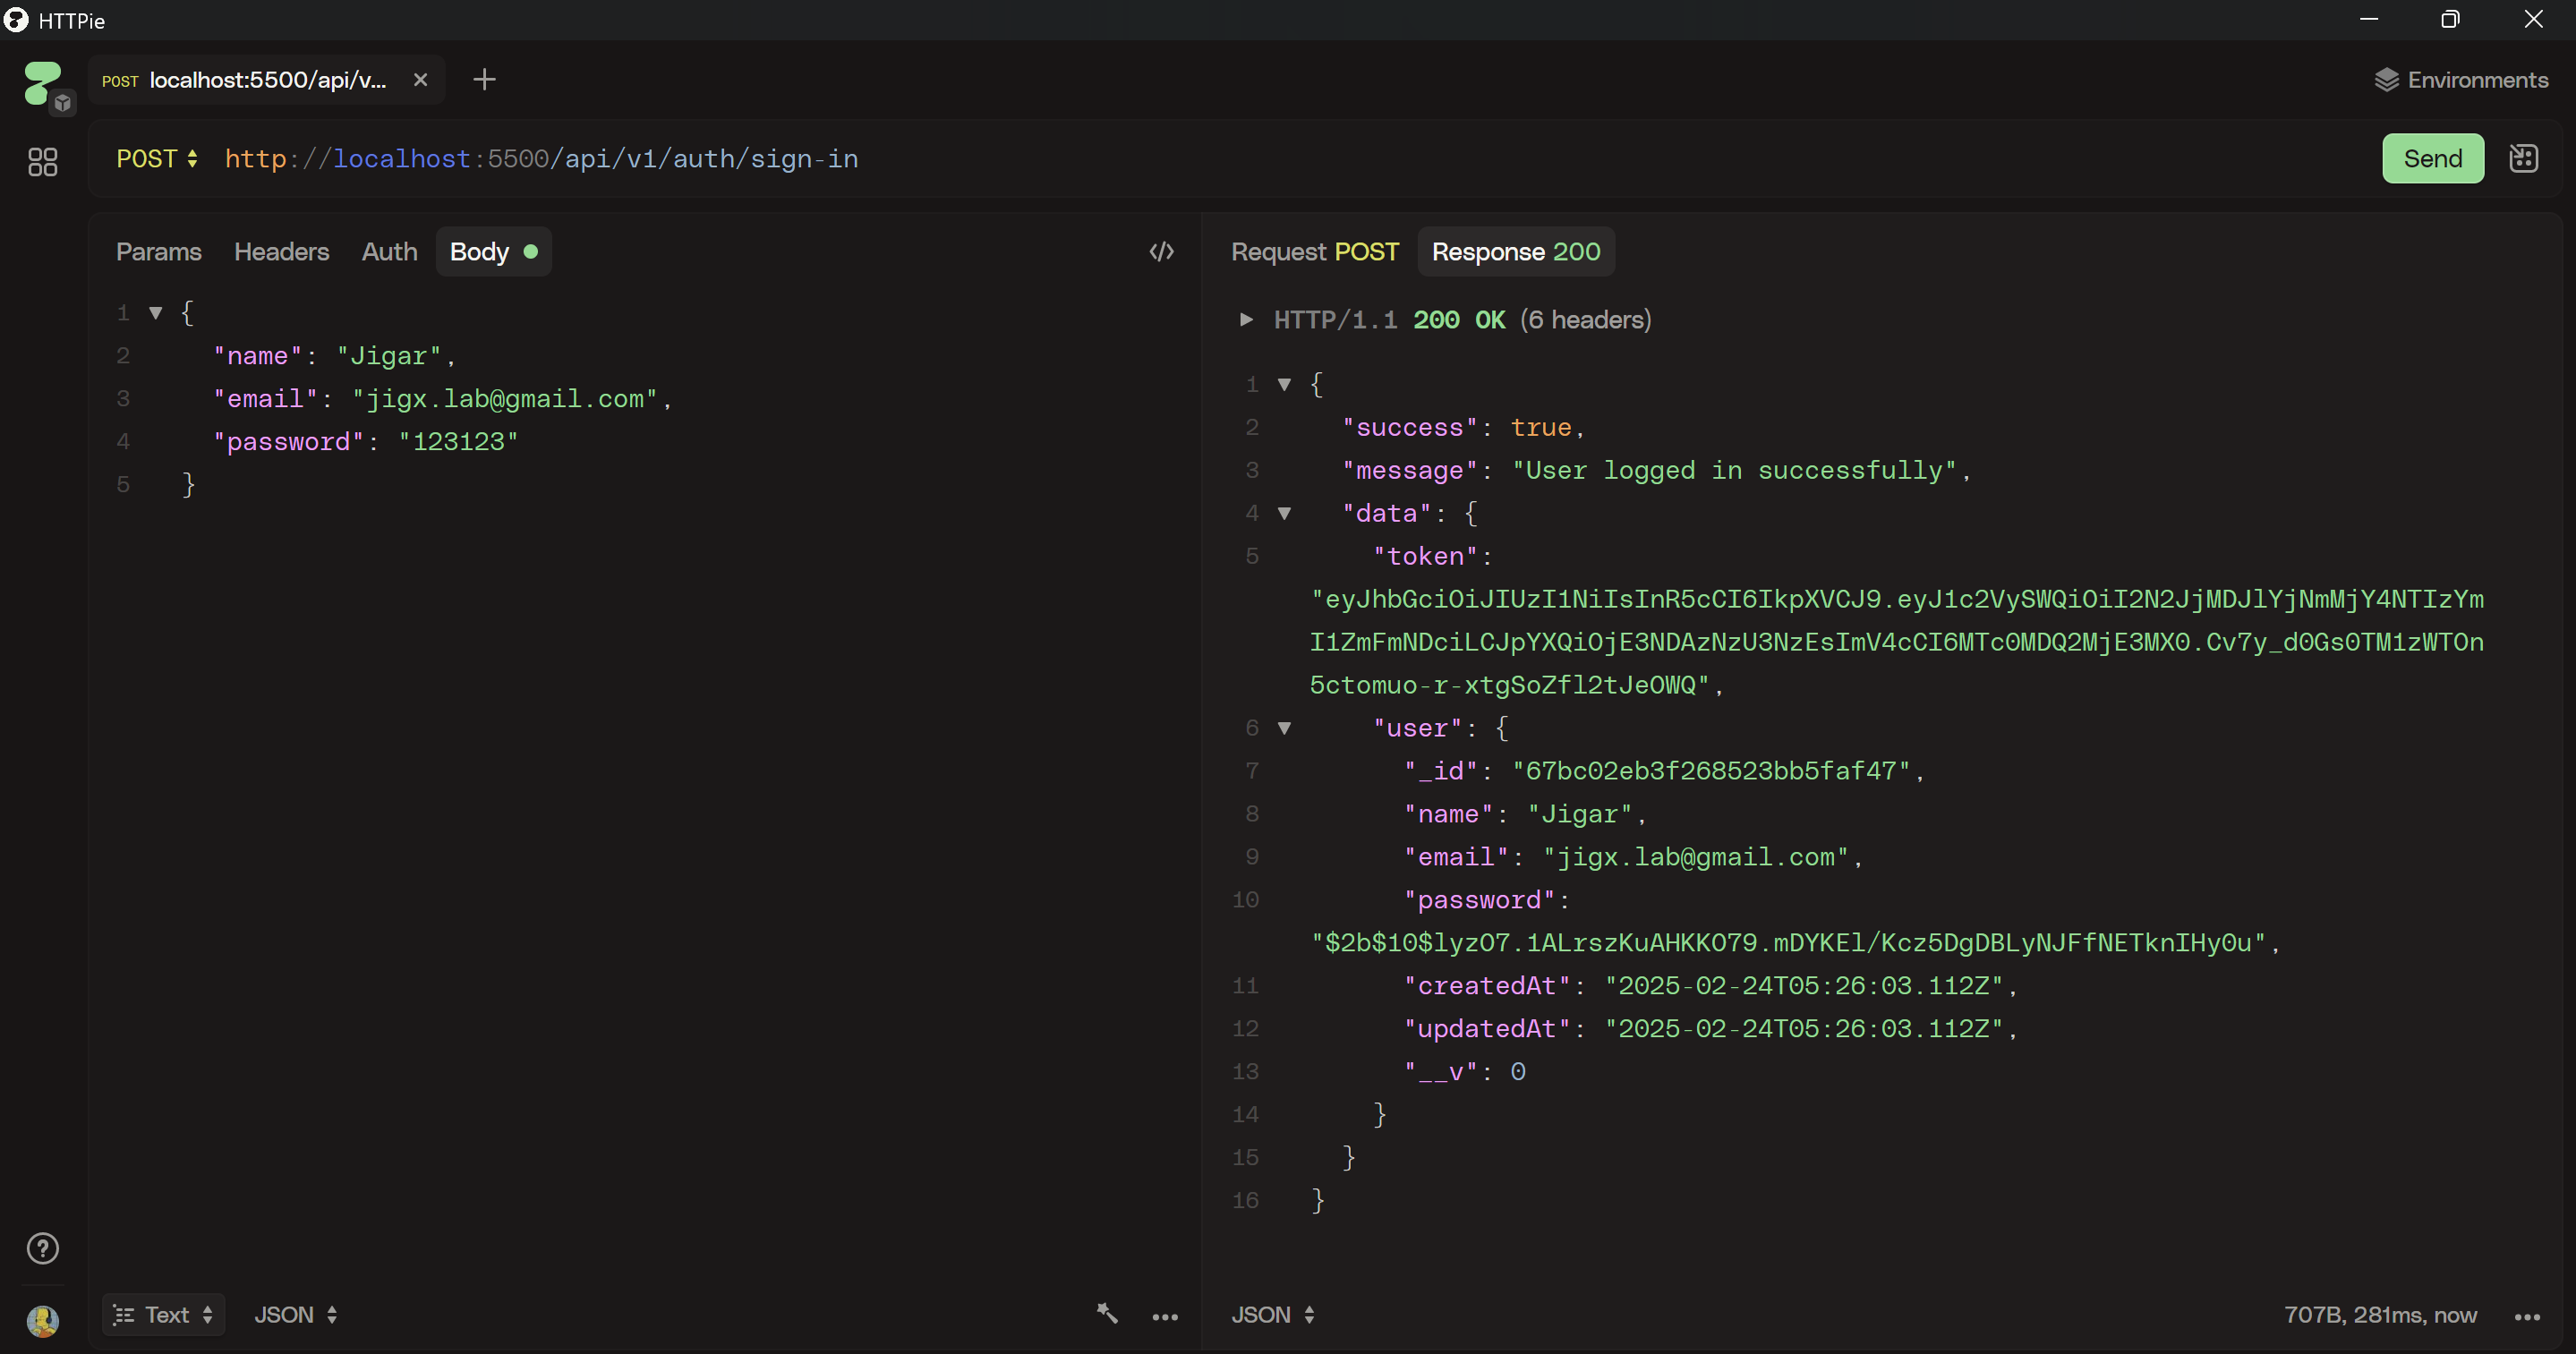 HTTPie
POST localhost:5500/api/v...
Environments
POST http://localhost:5500/api/v1/auth/sign-in
Send
Params Headers Auth Body
1 {
2 "name": "Jigar",
3 "email": "jigx.lab@gmail.com",
4 "password": "123123"
5 }
Text JSON
Request POST Response 200
HTTP/1.1 200 OK (6 headers)
1 {
2 "success": true,
3 "message": "User logged in successfully",
4 "data": {
5 "token":
"eyJhbGciOiJIUzI1NiIsInR5cCI6IkpXVCJ9.eyJ1c2VySWQiOiI2N2JjMDJlYjNmMjY4NTIzYm
I1ZmFmNDciLCJpYXQiOjE3NDAzNzU3NzEsImV4cCI6MTc0MDQ2MjE3MX0.Cv7y_d0Gs0TM1zWTOn
5ctomuo-r-xtgSoZfl2tJeOWQ",
6 "user": {
7 "_id": "67bc02eb3f268523bb5faf47",
8 "name": "Jigar",
9 "email": "jigx.lab@gmail.com",
10 "password":
"$2b$10$lyzO7.1ALrszKuAHKKO79.mDYKEl/Kcz5DgDBLyNJFfNETknIHy0u",
11 "createdAt": "2025-02-24T05:26:03.112Z",
12 "updatedAt": "2025-02-24T05:26:03.112Z",
13 "__v": 0
14 }
15 }
16 }
JSON
707B, 281ms, now